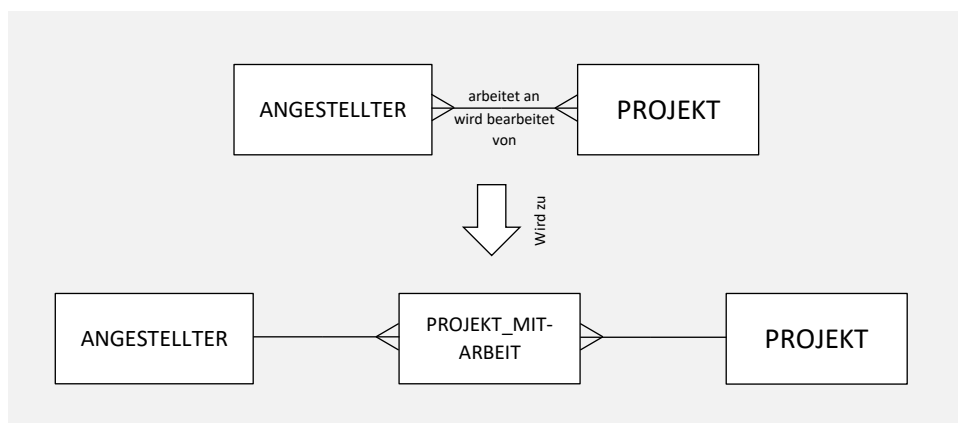 ANGESTELLTER
arbeitet an
wird bearbeitet
von
PROJEKT
Wird zu
ANGESTELLTER
PROJEKT_MIT-
ARBEIT
PROJEKT